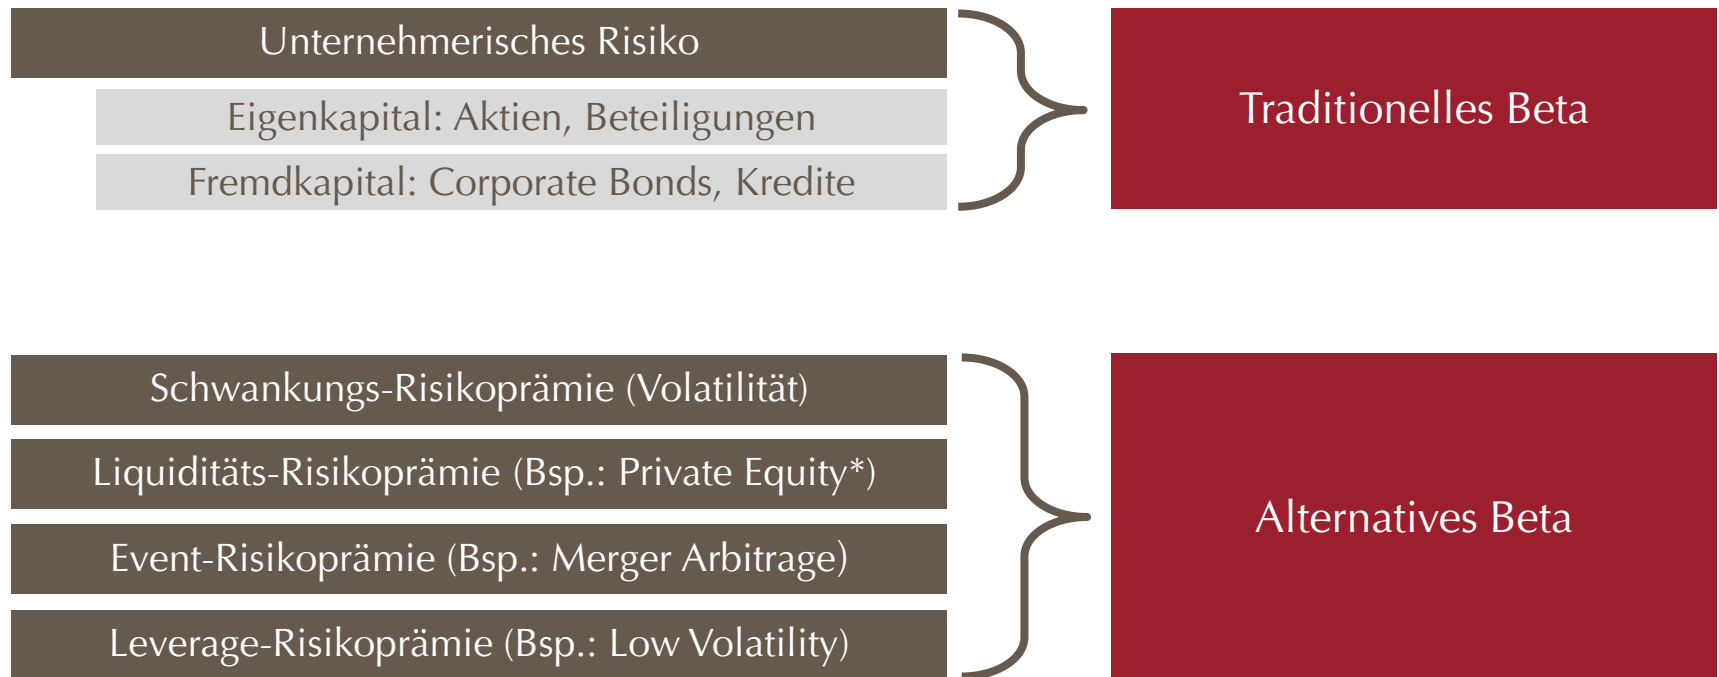 Unternehmerisches Risiko
Eigenkapital: Aktien, Beteiligungen
Fremdkapital: Corporate Bonds, Kredite
Traditionelles Beta
Schwankungs-Risikoprämie (Volatilität)
Liquiditäts-Risikoprämie (Bsp.: Private Equity*)
Event-Risikoprämie (Bsp.: Merger Arbitrage)
Leverage-Risikoprämie (Bsp.: Low Volatility)
Alternatives Beta